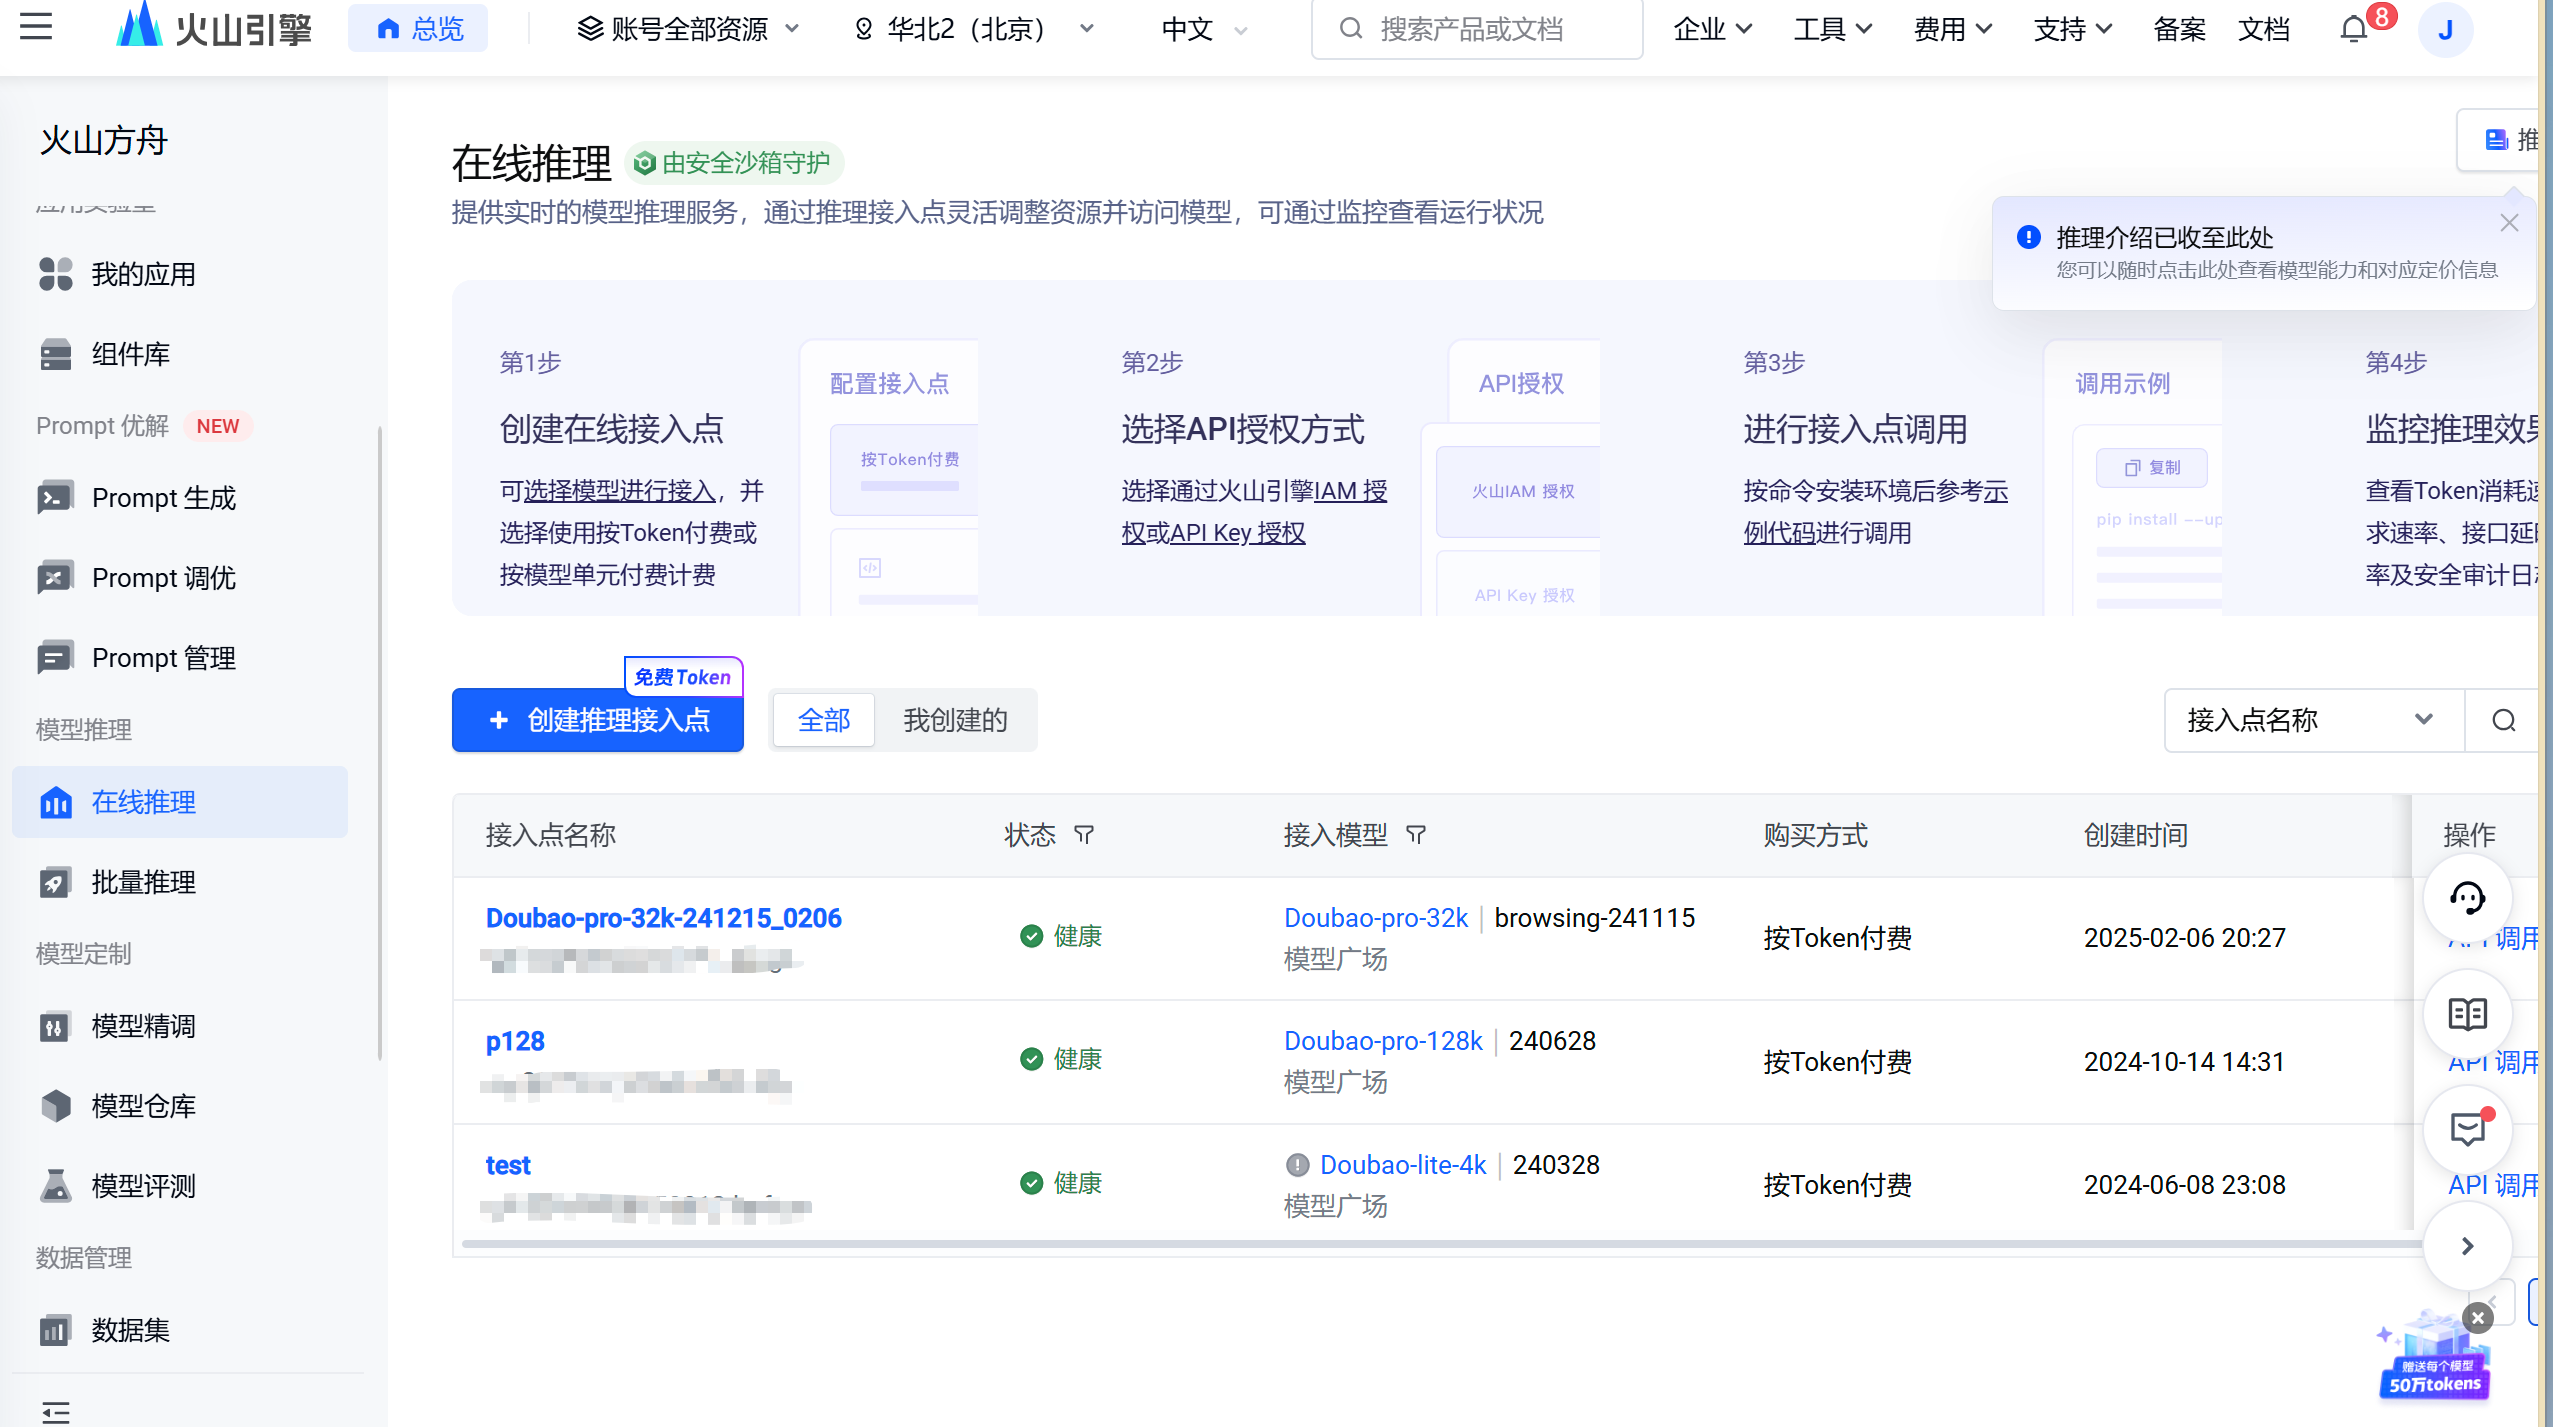 火山引擎
总览
账号全部资源
华北2（北京）
中文
搜索产品或文档
企业
工具
费用
支持
备案
文档
8
J
火山方舟
应用实验室
我的应用
组件库
Prompt 优解 NEW
Prompt 生成
Prompt 调优
Prompt 管理
模型推理
在线推理
批量推理
模型定制
模型精调
模型仓库
模型评测
数据管理
数据集
在线推理 由安全沙箱守护
提供实时的模型推理服务，通过推理接入点灵活调整资源并访问模型，可通过监控查看运行状况
推
推理介绍已收至此处
您可以随时点击此处查看模型能力和对应定价信息
第1步
创建在线接入点
可选择模型进行接入，并
选择使用按Token付费或
按模型单元付费计费
配置接入点
按Token付费
第2步
选择API授权方式
选择通过火山引擎IAM 授
权或API Key 授权
API授权
火山IAM 授权
API Key 授权
第3步
进行接入点调用
按命令安装环境后参考示
例代码进行调用
调用示例
复制
pip install --up
第4步
监控推理效果
查看Token消耗
求速率、接口延
率及安全审计日
免费Token
+ 创建推理接入点
全部
我创建的
接入点名称
接入点名称 状态 接入模型 购买方式 创建时间 操作
Doubao-pro-32k-241215_0206 健康 Doubao-pro-32k | browsing-241115 按Token付费 2025-02-06 20:27 API 调用
模型广场
p128 健康 Doubao-pro-128k | 240628 按Token付费 2024-10-14 14:31 API 调用
模型广场
test 健康 Doubao-lite-4k | 240328 按Token付费 2024-06-08 23:08 API 调用
模型广场
赠送每个模型
50万tokens